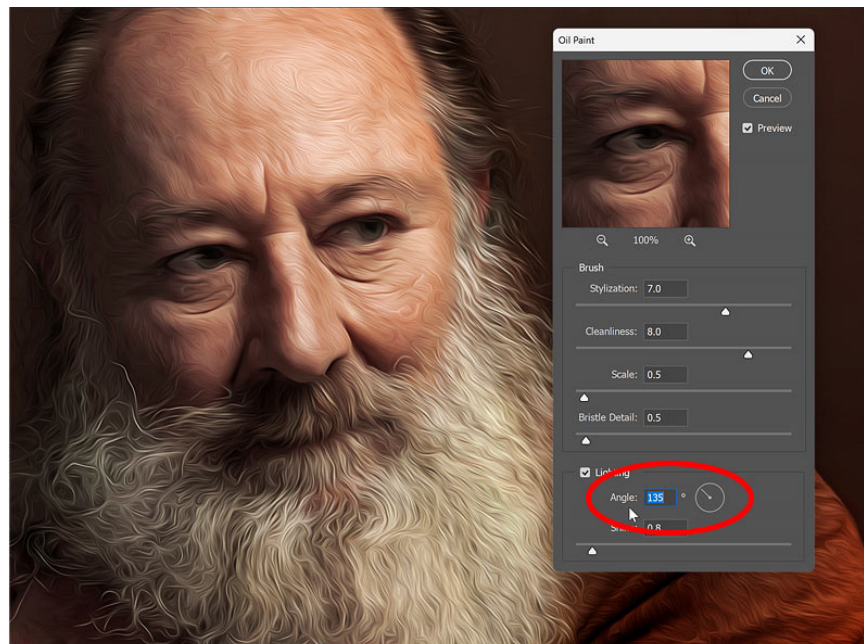 Oil Paint
OK
Cancel
Preview
100%
Brush
Stylization: 7.0
Cleanliness: 8.0
Scale: 0.5
Bristle Detail: 0.5
Lighting
Angle: 135 °
0.8